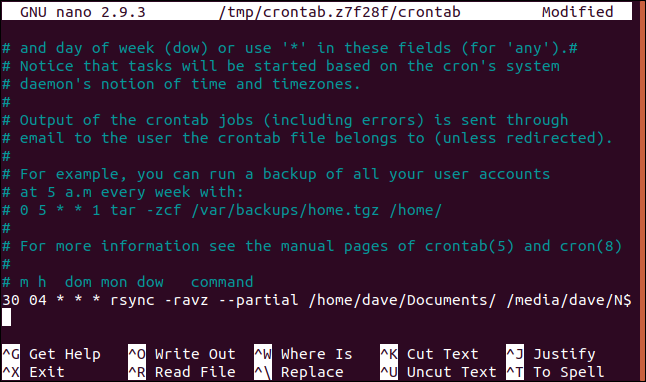 GNU nano 2.9.3 /tmp/crontab.z7f28f/crontab Modified
# and day of week (dow) or use '*' in these fields (for 'any').#
# Notice that tasks will be started based on the cron's system
# daemon's notion of time and timezones.
#
# Output of the crontab jobs (including errors) is sent through
# email to the user the crontab file belongs to (unless redirected).
#
# For example, you can run a backup of all your user accounts
# at 5 a.m every week with:
# 0 5 * * 1 tar -zcf /var/backups/home.tgz /home/
#
# For more information see the manual pages of crontab(5) and cron(8)
#
# m h  dom mon dow   command
30 04 * * * rsync -ravz --partial /home/dave/Documents/ /media/dave/N$
^G Get Help ^O Write Out ^W Where Is ^K Cut Text ^J Justify
^X Exit ^R Read File ^\ Replace ^U Uncut Text ^T To Spell